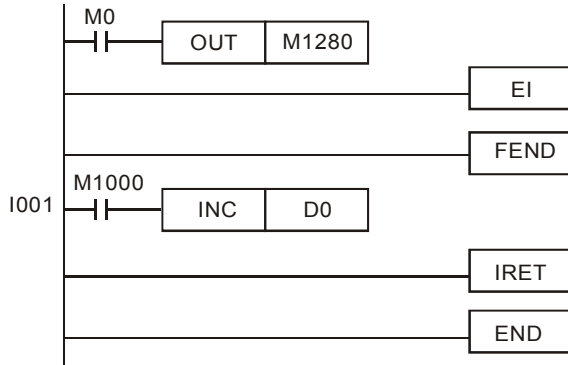 M0
OUT M1280
EI
FEND
M1000
I001 INC D0
IRET
END